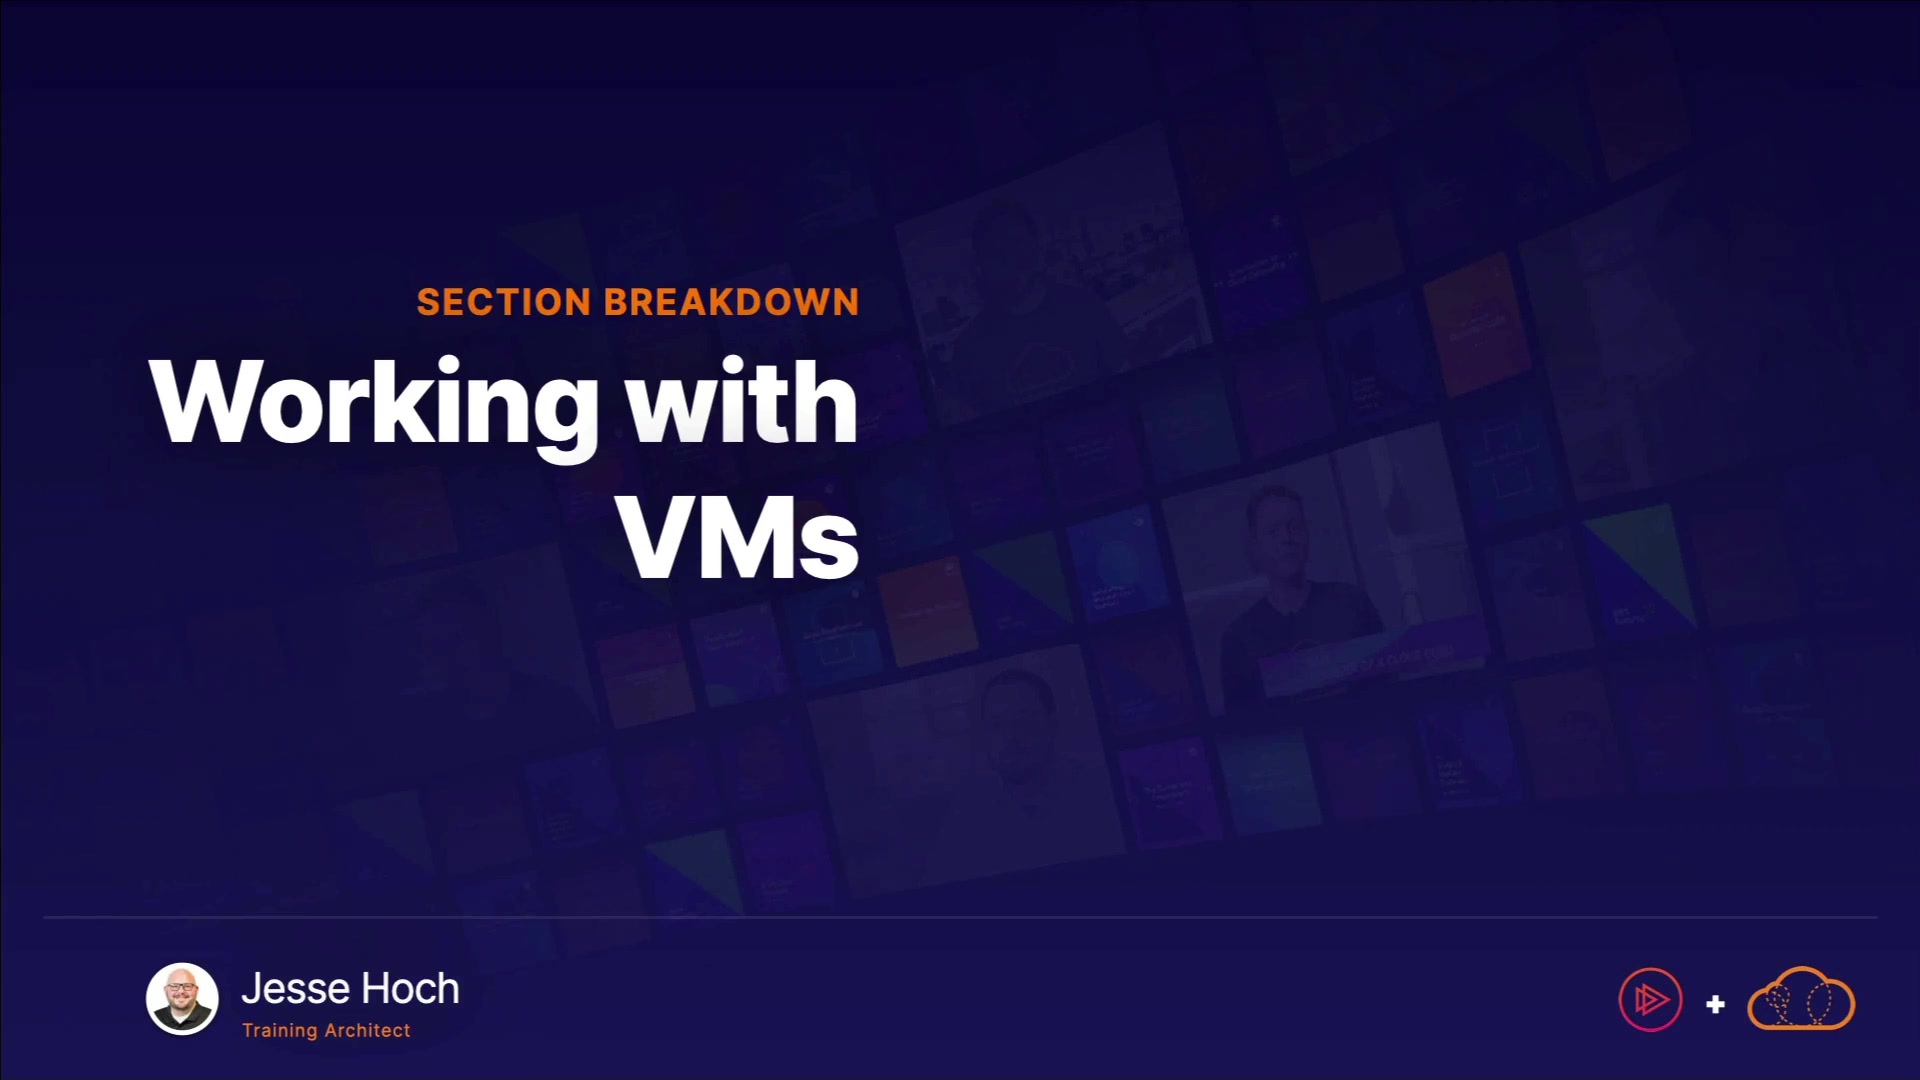 SECTION BREAKDOWN
Working with
VMs
Jesse Hoch
Training Architect